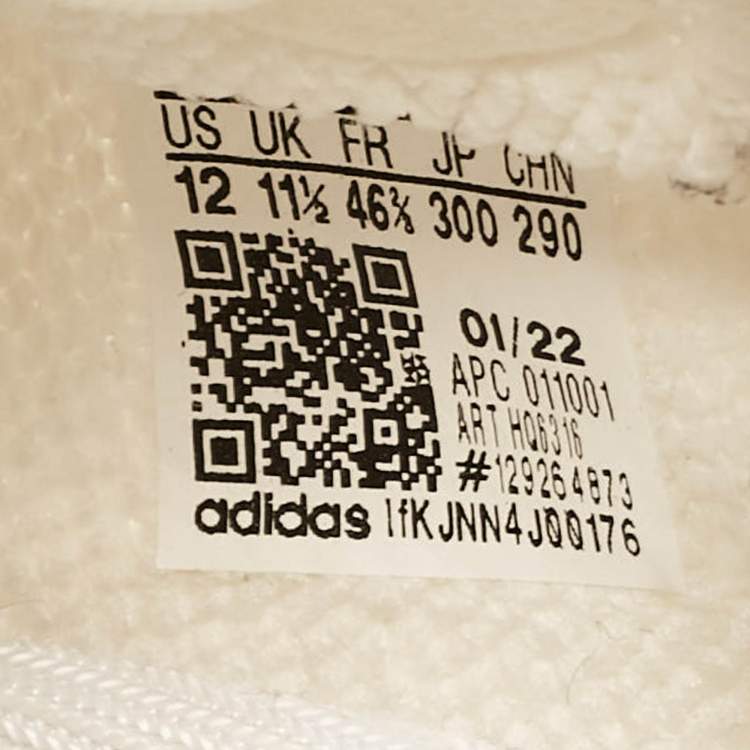 US UK FR JP CHN
12 11½ 46⅔ 300 290
01/22
APC 011001
ART HQ6316
#129264873
adidas lfKJNN4JQQ176